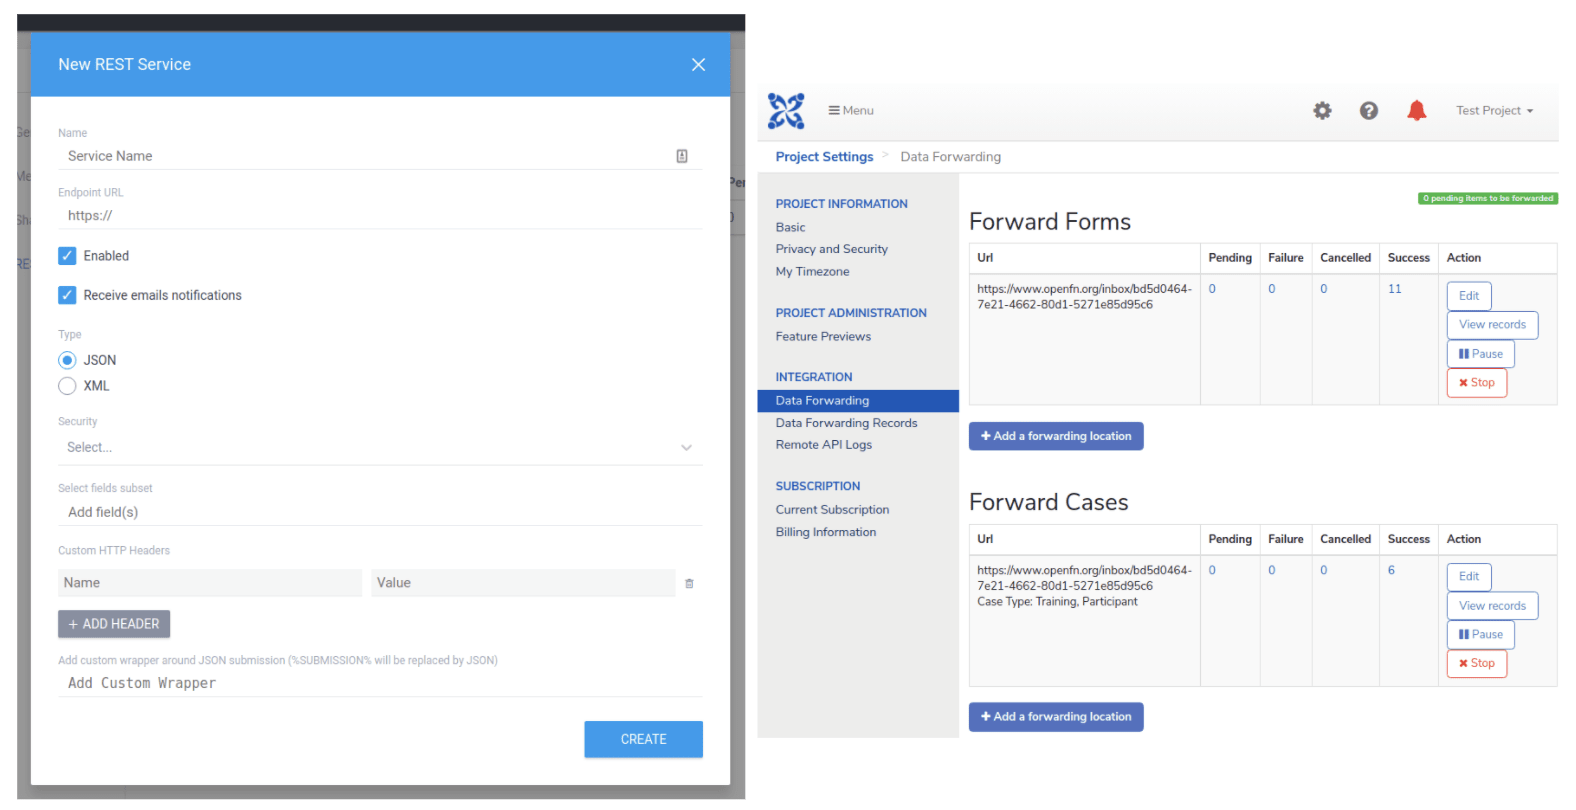 New REST Service
Name
Service Name
Endpoint URL
https://
Enabled
Receive emails notifications
Type
JSON
XML
Security
Select...
Select fields subset
Add field(s)
Custom HTTP Headers
Name Value
+ ADD HEADER
Add custom wrapper around JSON submission (%SUBMISSION% will be replaced by JSON)
Add Custom Wrapper
CREATE
Menu
Test Project
Project Settings > Data Forwarding
PROJECT INFORMATION
Basic
Privacy and Security
My Timezone
PROJECT ADMINISTRATION
Feature Previews
INTEGRATION
Data Forwarding
Data Forwarding Records
Remote API Logs
SUBSCRIPTION
Current Subscription
Billing Information
0 pending items to be forwarded
Forward Forms
Url Pending Failure Cancelled Success Action
https://www.openfn.org/inbox/bd5d0464- 0 0 0 11 Edit
7e21-4662-80d1-5271e85d95c6
View records
Pause
Stop
+ Add a forwarding location
Forward Cases
Url Pending Failure Cancelled Success Action
https://www.openfn.org/inbox/bd5d0464- 0 0 0 6 Edit
7e21-4662-80d1-5271e85d95c6
Case Type: Training, Participant
View records
Pause
Stop
+ Add a forwarding location